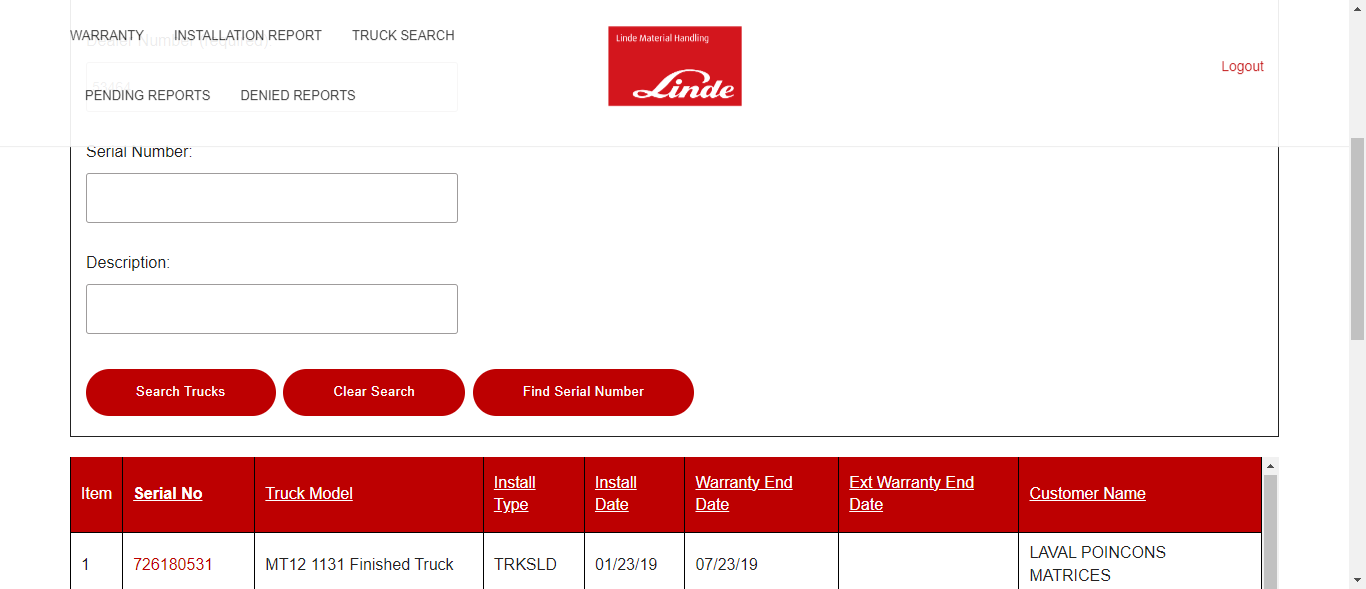 WARRANTY INSTALLATION REPORT TRUCK SEARCH
Dealer Number (required)
Linde Material Handling
Linde
Logout
PENDING REPORTS DENIED REPORTS
Serial Number:
Description:
Search Trucks Clear Search Find Serial Number
Item Serial No Truck Model Install Type Install Date Warranty End Date Ext Warranty End Date Customer Name
1 726180531 MT12 1131 Finished Truck TRKSLD 01/23/19 07/23/19 LAVAL POINCONS
MATRICES